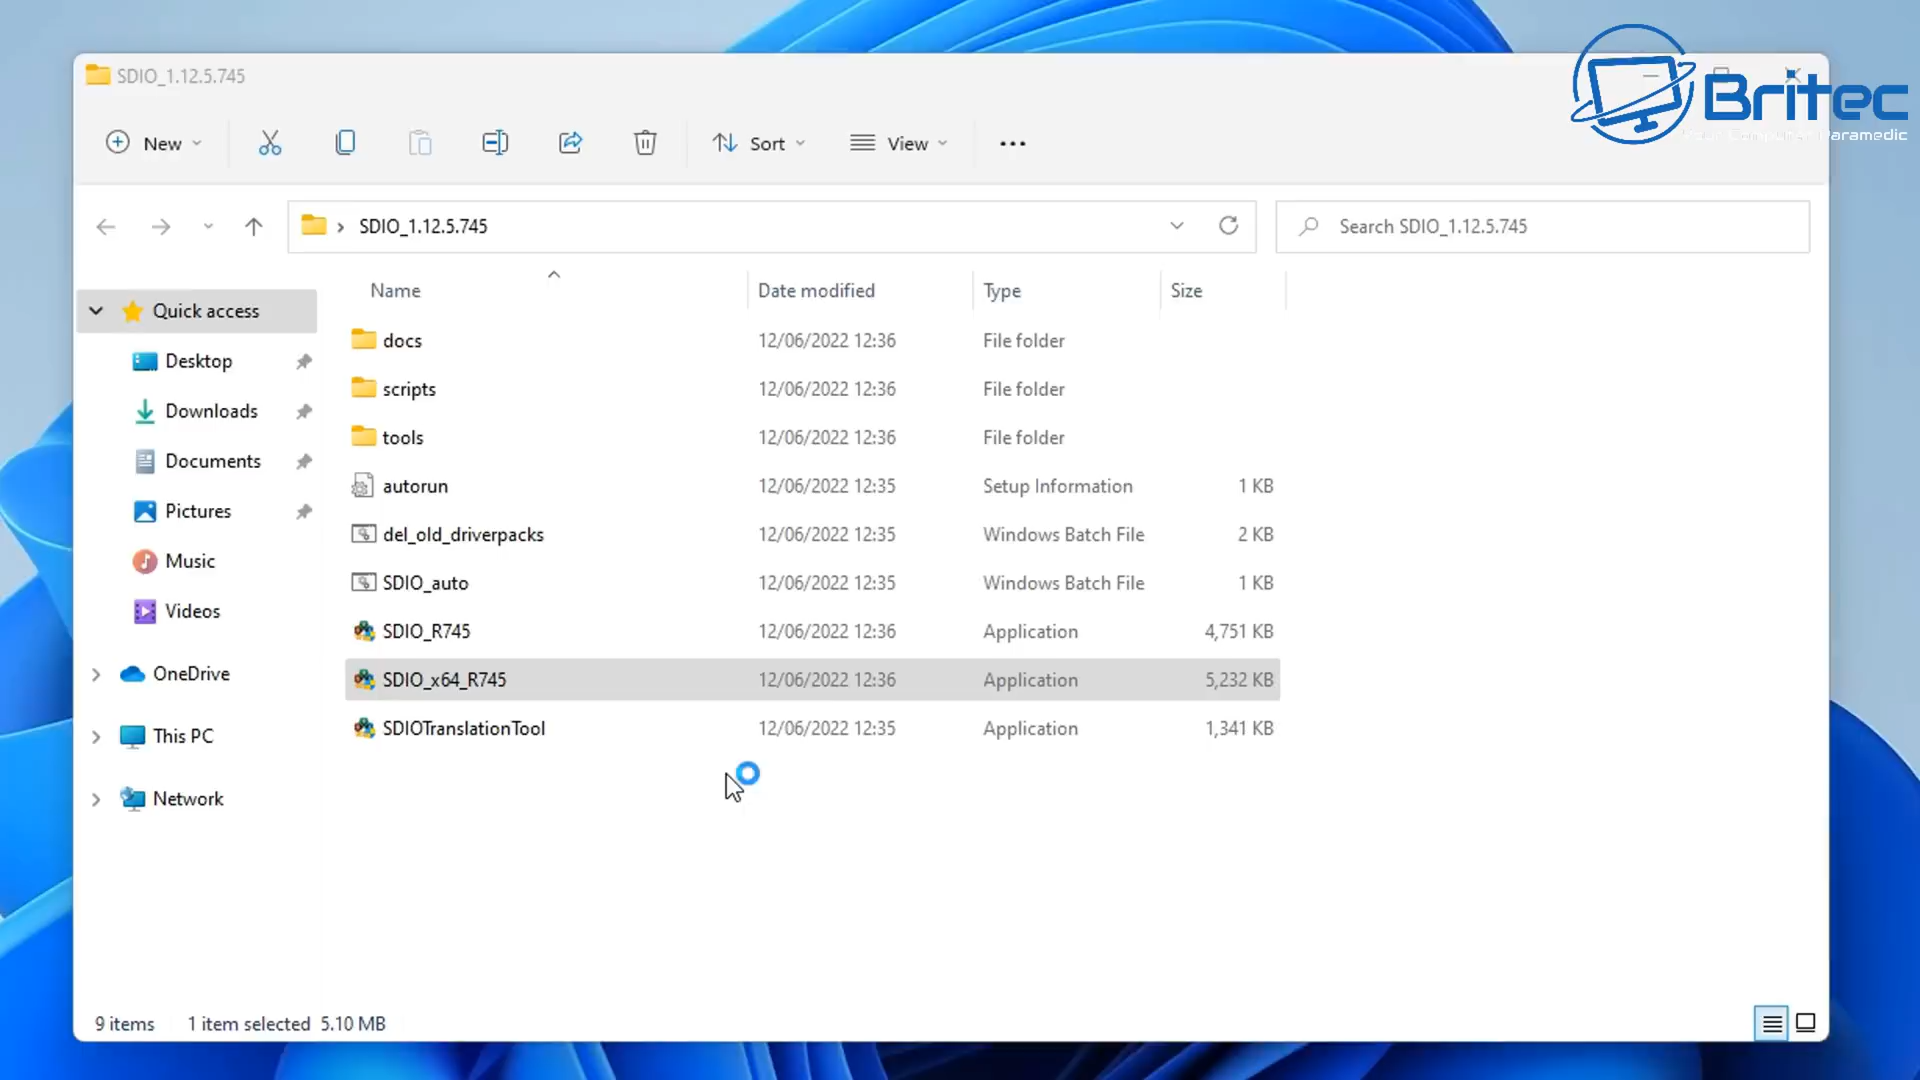 SDIO_1.12.5.745
Britec
Your Computer Paramedic
New
Sort
View
SDIO_1.12.5.745
Search SDIO_1.12.5.745
Name Date modified Type Size
Quick access
Desktop
Downloads
Documents
Pictures
Music
Videos
OneDrive
This PC
Network
docs 12/06/2022 12:36 File folder
scripts 12/06/2022 12:36 File folder
tools 12/06/2022 12:36 File folder
autorun 12/06/2022 12:35 Setup Information 1 KB
del_old_driverpacks 12/06/2022 12:35 Windows Batch File 2 KB
SDIO_auto 12/06/2022 12:35 Windows Batch File 1 KB
SDIO_R745 12/06/2022 12:36 Application 4,751 KB
SDIO_x64_R745 12/06/2022 12:36 Application 5,232 KB
SDIOTranslationTool 12/06/2022 12:35 Application 1,341 KB
9 items 1 item selected 5.10 MB